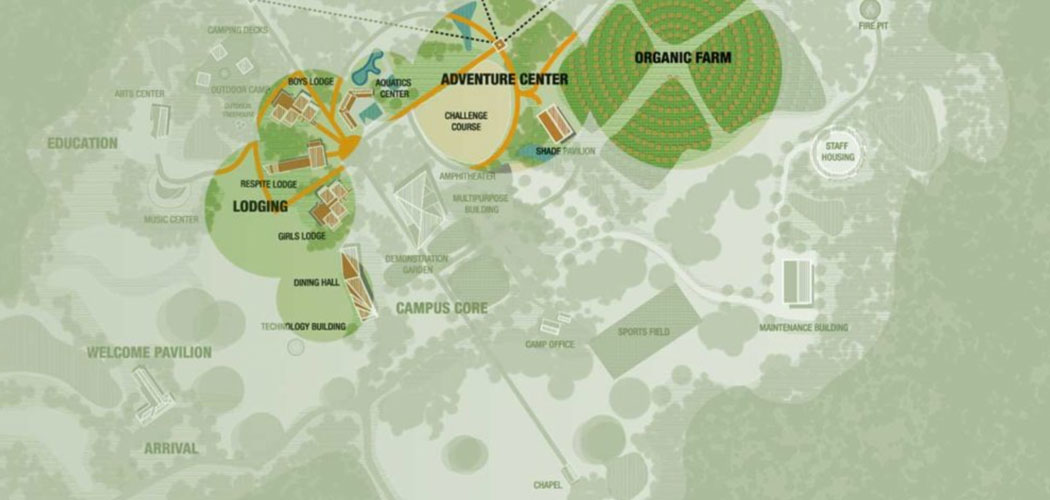 CAMPING DECKS
FIRE PIT
ORGANIC FARM
BOYS LODGE
AQUATICS
CENTER
ADVENTURE CENTER
OUTDOOR CAMP
ARTS CENTER
OUTDOOR
CHALLENGE
COURSE
EDUCATION
STAFF
HOUSING
SHADE PAVILION
AMPHITHEATER
RESPITE LODGE
LODGING
MULTIPURPOSE
BUILDING
MUSIC CENTER
GIRLS LODGE
DEMONSTRATION
GARDEN
DINING HALL
CAMPUS CORE
TECHNOLOGY BUILDING
SPORTS FIELD
MAINTENANCE BUILDING
CAMP OFFICE
WELCOME PAVILION
ARRIVAL
CHAPEL